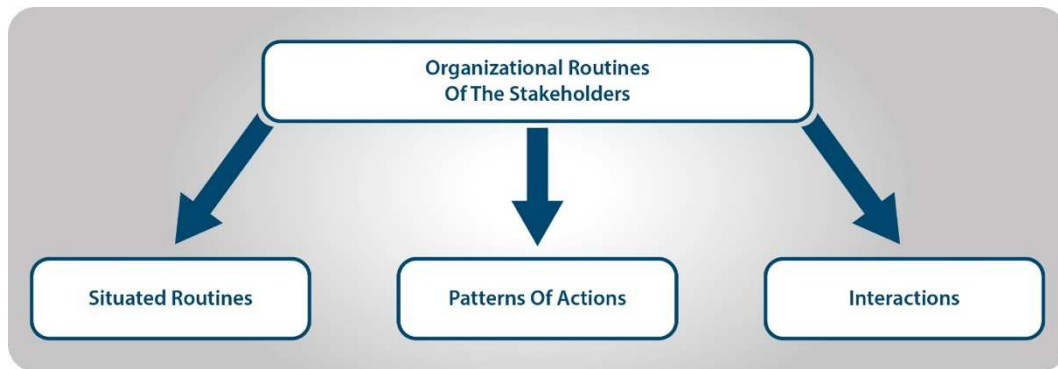 Organizational Routines
Of The Stakeholders
Situated Routines
Patterns Of Actions
Interactions